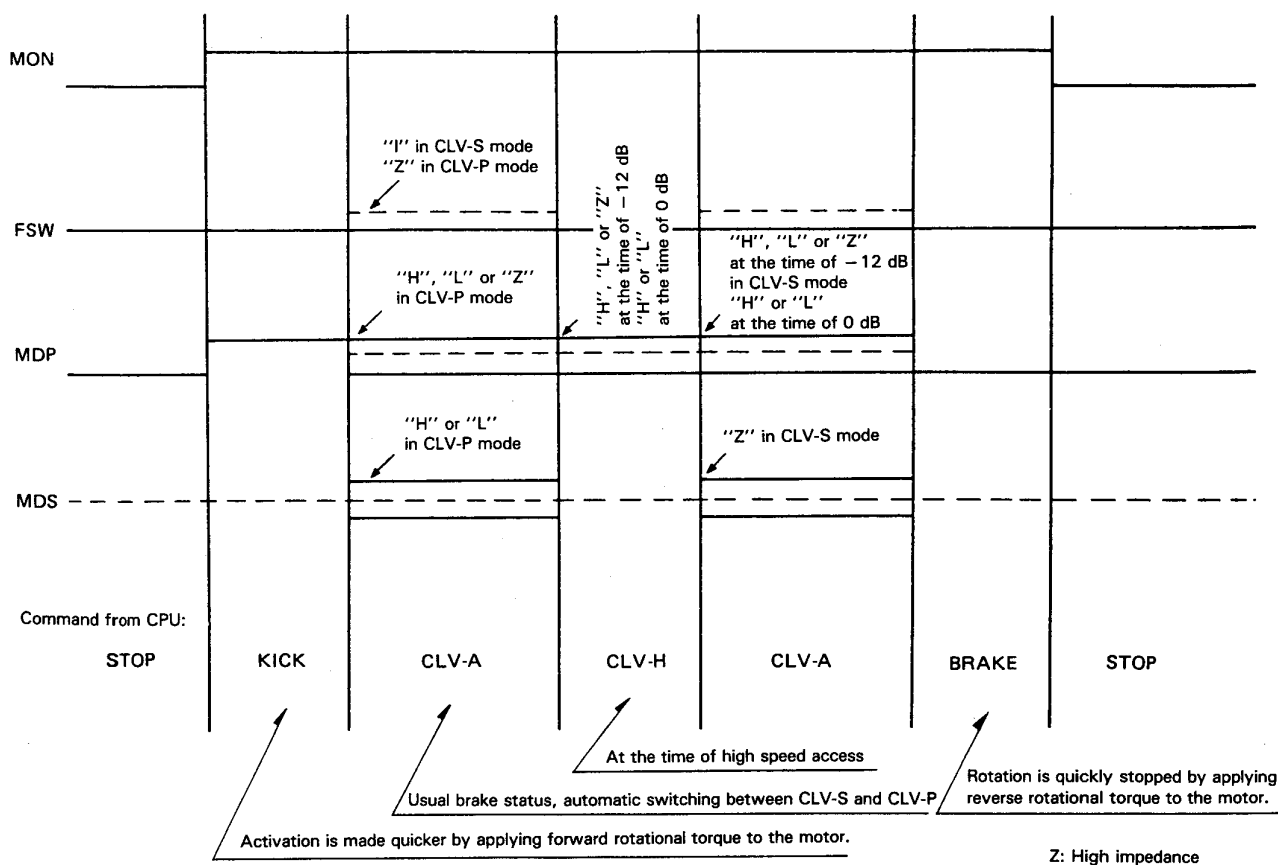 MON
"I" in CLV-S mode
"Z" in CLV-P mode
FSW
"H", "L" or "Z"
in CLV-P mode
"H", "L" or "Z"
at the time of −12 dB
"H" or "L"
at the time of 0 dB
"H", "L" or "Z"
at the time of −12 dB
in CLV-S mode
"H" or "L"
at the time of 0 dB
MDP
"H" or "L"
in CLV-P mode
"Z" in CLV-S mode
MDS
Command from CPU:
STOP KICK CLV-A CLV-H CLV-A BRAKE STOP
At the time of high speed access
Usual brake status, automatic switching between CLV-S and CLV-P
Activation is made quicker by applying forward rotational torque to the motor.
Rotation is quickly stopped by applying
reverse rotational torque to the motor.
Z: High impedance